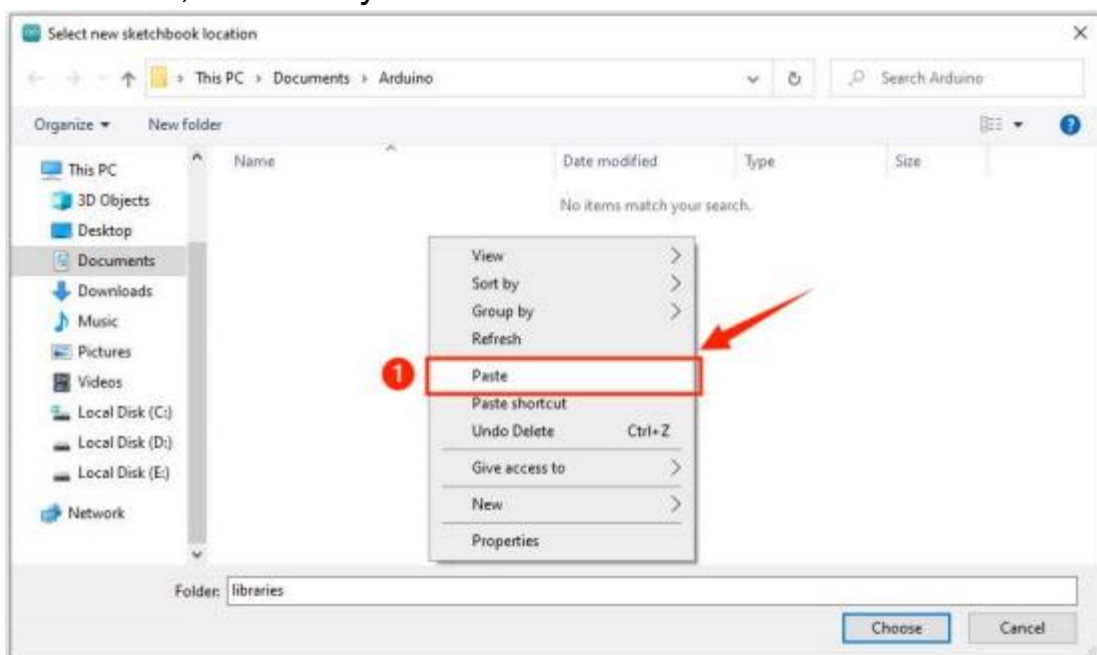 Select new sketchbook location
This PC > Documents > Arduino
Search Arduino
Organize New folder
Name Date modified Type Size
No items match your search.
This PC
3D Objects
Desktop
Documents
Downloads
Music
Pictures
Videos
Local Disk (C:)
Local Disk (D:)
Local Disk (E:)
Network
View
Sort by
Group by
Refresh
1 Paste
Paste shortcut
Undo Delete Ctrl+Z
Give access to
New
Properties
Folder: libraries
Choose Cancel